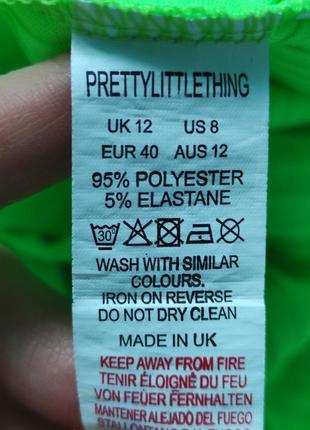 PRETTYLITTLETHING
UK 12 US 8
EUR 40 AUS 12
95% POLYESTER
5% ELASTANE
30°
WASH WITH SIMILAR
COLOURS.
IRON ON REVERSE
DO NOT DRY CLEAN
MADE IN UK
KEEP AWAY FROM FIRE
TENIR ÉLOIGNÉ DU FEU
VON FEÜER FERNHALTEN
MANTENER ALEJADO DEL FUEGO